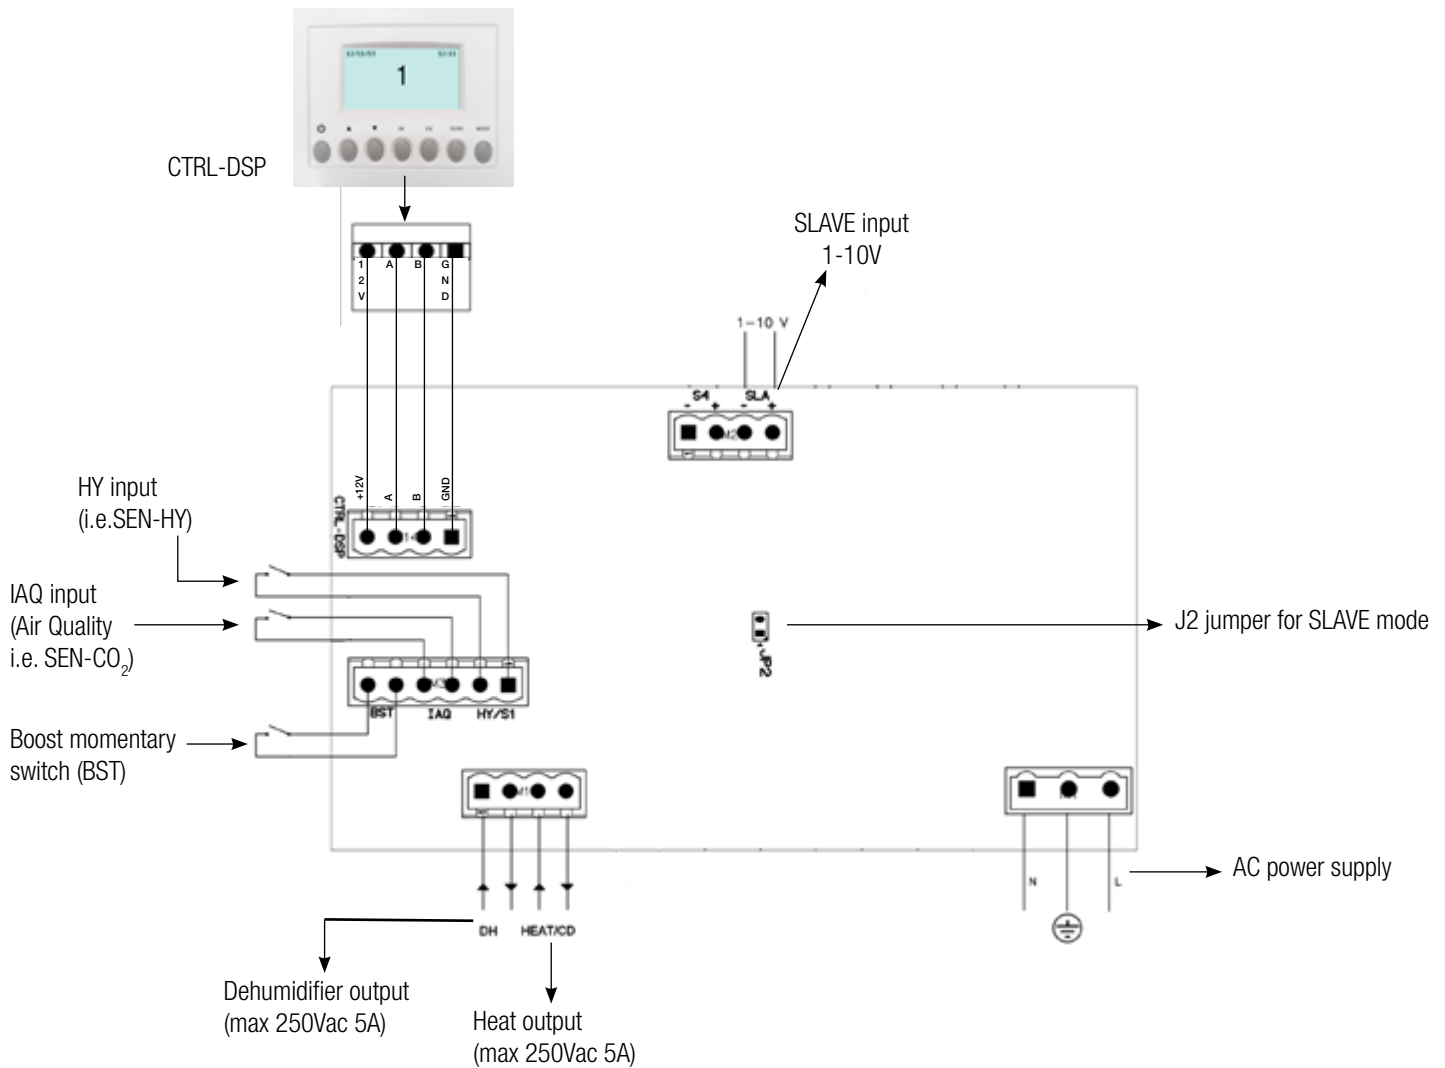 1
CTRL-DSP
SLAVE input
1-10V
1 A B G
2 N
V D
1-10 V
S4 SLA
- + - +
M2
HY input
(i.e.SEN-HY)
+12V A B GND
CTRL-DSP
14
IAQ input
(Air Quality
i.e. SEN-CO₂)
J2 jumper for SLAVE mode
+JP2
BST IAQ HY/S1
Boost momentary
switch (BST)
N L
AC power supply
DH HEAT/CD
Dehumidifier output
(max 250Vac 5A)
Heat output
(max 250Vac 5A)